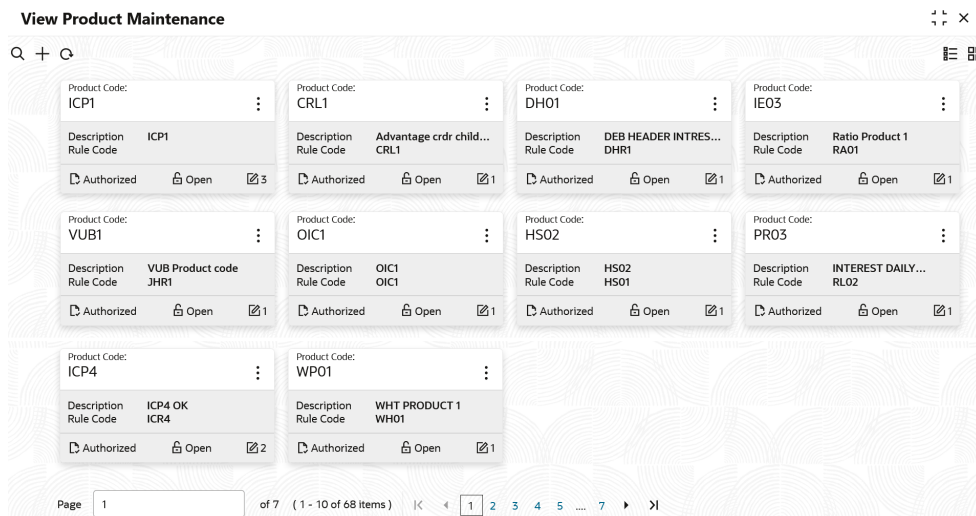 View Product Maintenance
Product Code: Product Code: Product Code: Product Code:
ICP1 CRL1 DH01 IE03
Description ICP1 Description Advantage crdr child... Description DEB HEADER INTRES... Description Ratio Product 1
Rule Code Rule Code CRL1 Rule Code DHR1 Rule Code RA01
Authorized Open 3 Authorized Open 1 Authorized Open 1 Authorized Open 1
Product Code: Product Code: Product Code: Product Code:
VUB1 OIC1 HS02 PR03
Description VUB Product code Description OIC1 Description HS02 Description INTEREST DAILY...
Rule Code JHR1 Rule Code OIC1 Rule Code HS01 Rule Code RL02
Authorized Open 1 Authorized Open 1 Authorized Open 1 Authorized Open 1
Product Code: Product Code:
ICP4 WP01
Description ICP4 OK Description WHT PRODUCT 1
Rule Code ICR4 Rule Code WH01
Authorized Open 2 Authorized Open 1
Page 1 of 7 ( 1 - 10 of 68 items ) 1 2 3 4 5 .... 7